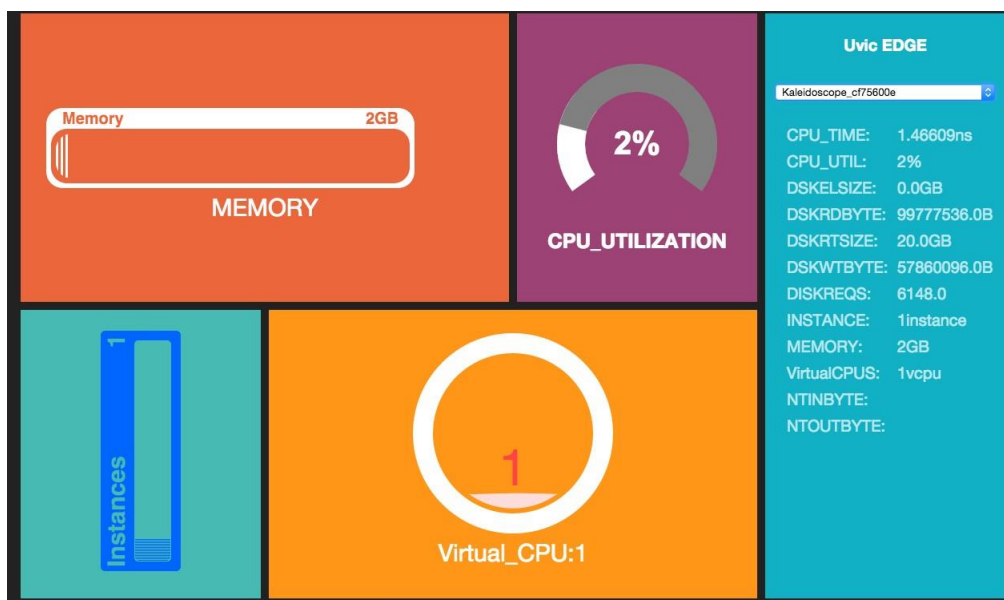 Memory 2GB
MEMORY
2%
CPU_UTILIZATION
Instances 1
1
Virtual_CPU:1
Uvic EDGE
Kaleidoscope_cf75600e
CPU_TIME: 1.46609ns
CPU_UTIL: 2%
DSKELSIZE: 0.0GB
DSKRDBYTE: 99777536.0B
DSKRTSIZE: 20.0GB
DSKWTBYTE: 57860096.0B
DISKREQS: 6148.0
INSTANCE: 1instance
MEMORY: 2GB
VirtualCPUS: 1vcpu
NTINBYTE:
NTOUTBYTE: